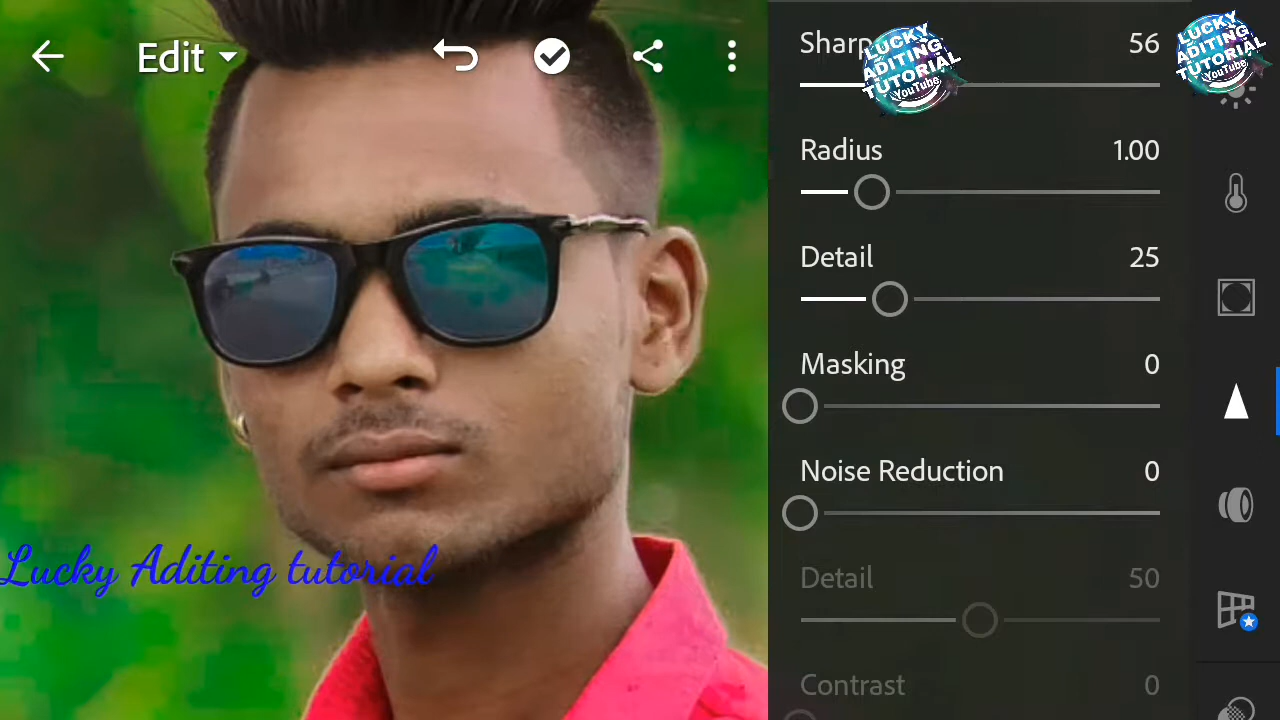 Edit
Sharp 56
LUCKY
ADITING
TUTORIAL
YouTube
LUCKY
ADITING
TUTORIAL
YouTube
Radius 1.00
Detail 25
Masking 0
Noise Reduction 0
Lucky Aditing tutorial
Detail 50
Contrast 0